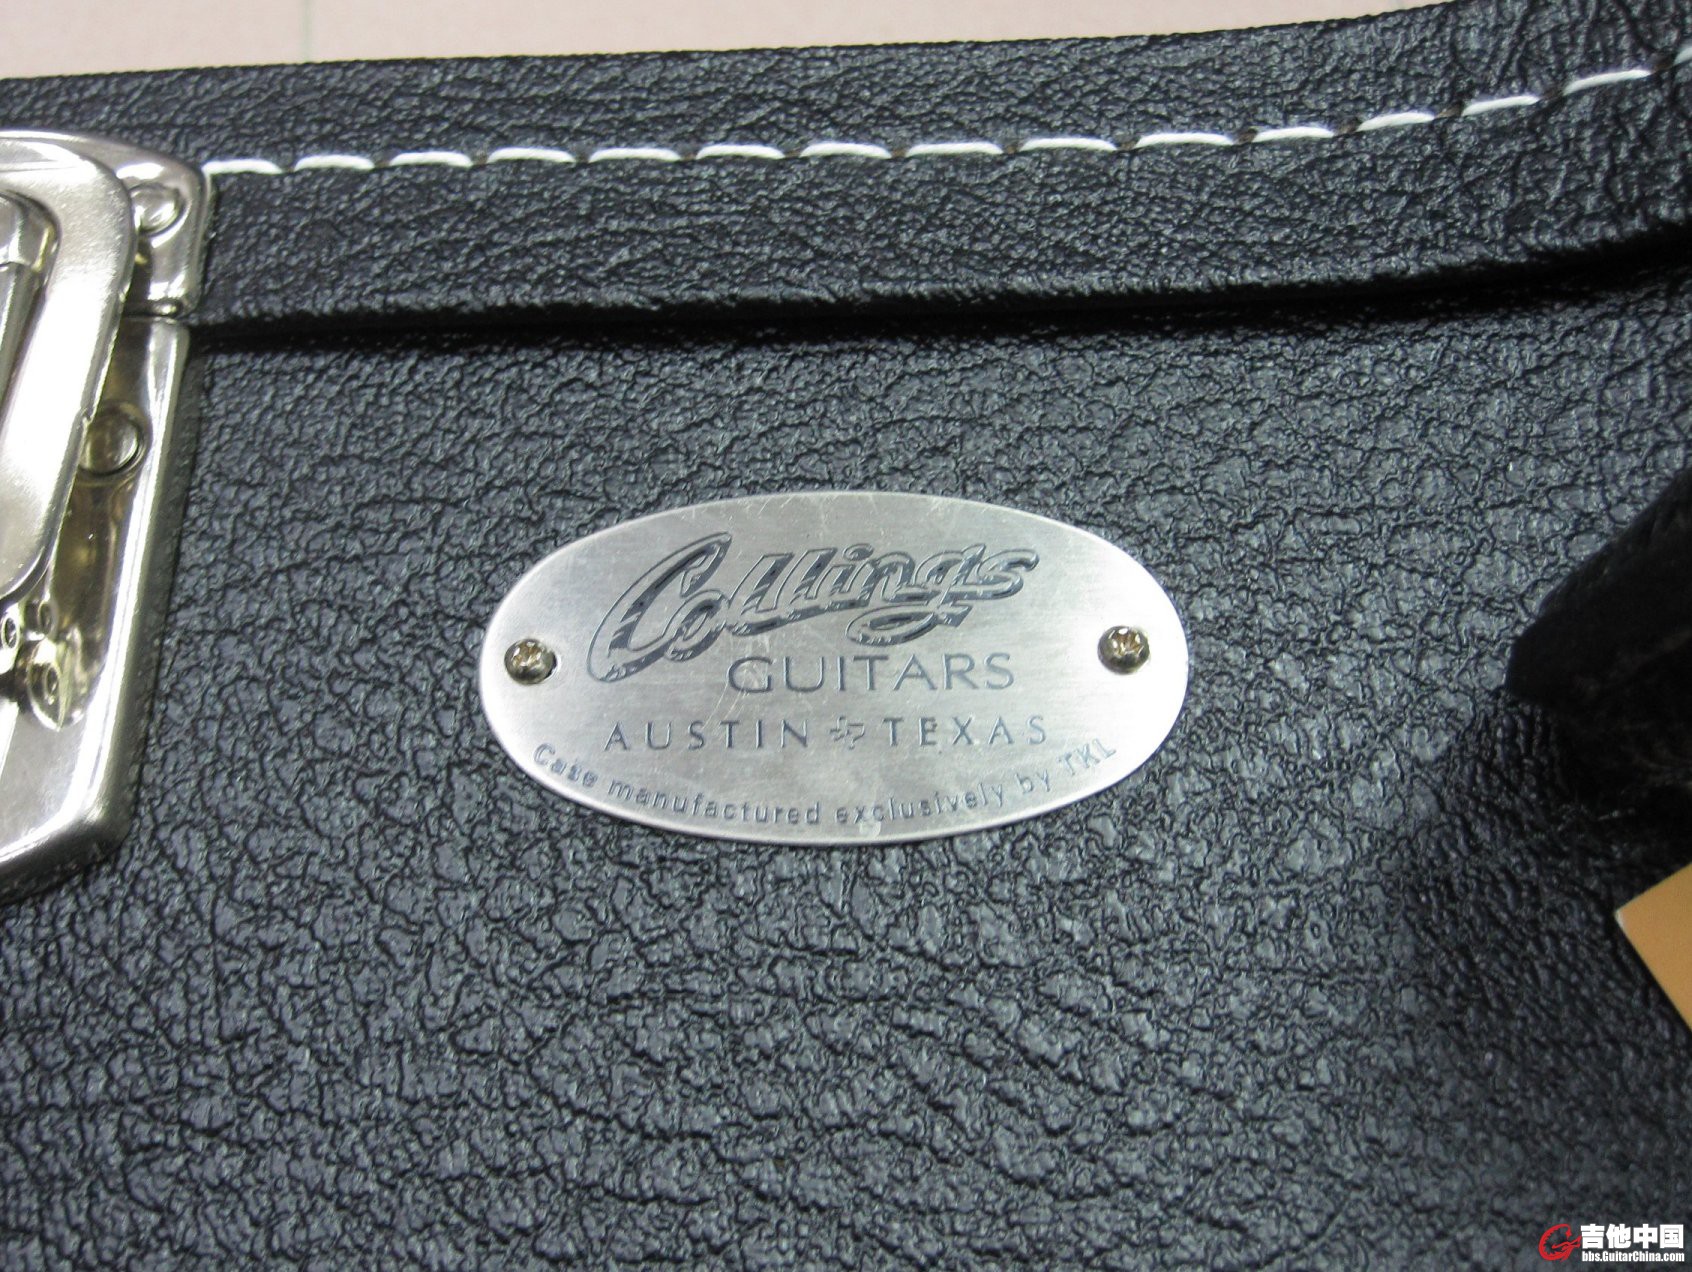 Collings
GUITARS
AUSTIN TEXAS
Case manufactured exclusively by TKL
吉他中国
bbs.GuitarChina.com